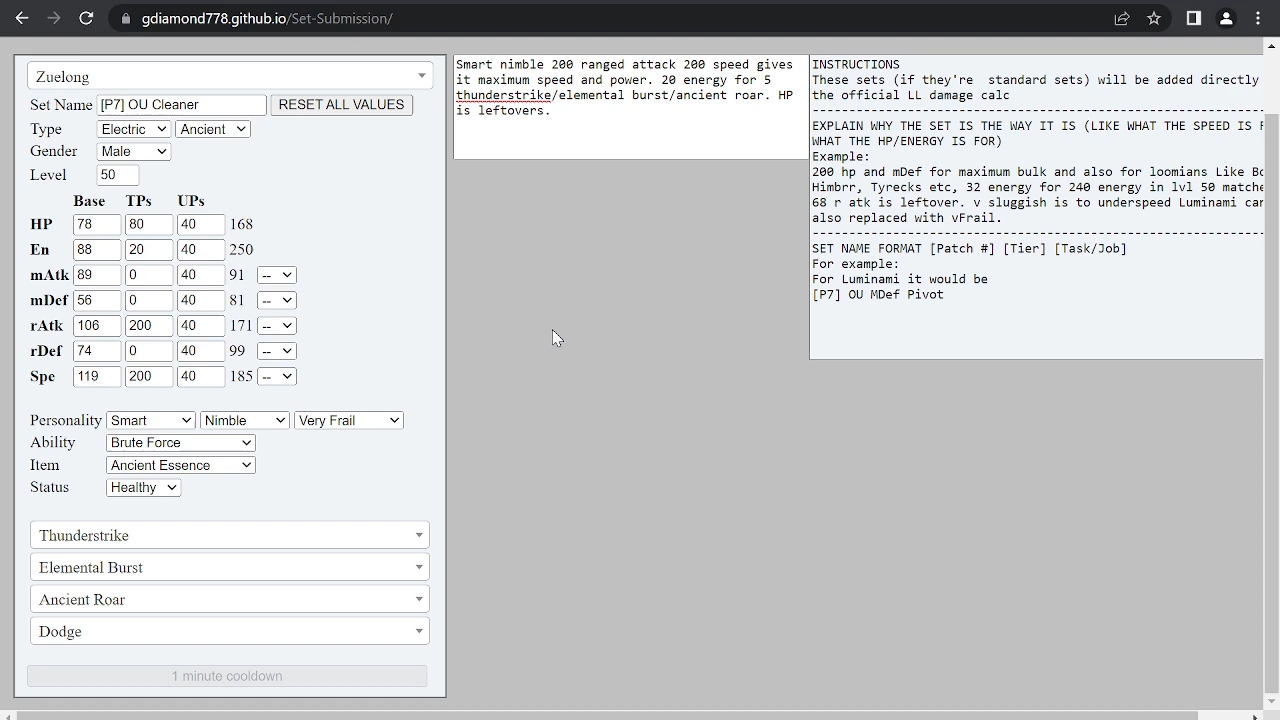 gdiamond778.github.io/Set-Submission/
Zuelong
Set Name [P7] OU Cleaner RESET ALL VALUES
Type Electric Ancient
Gender Male
Level 50
Base TPs UPs
HP 78 80 40 168
En 88 20 40 250
mAtk 89 0 40 91 --
mDef 56 0 40 81 --
rAtk 106 200 40 171 --
rDef 74 0 40 99 --
Spe 119 200 40 185 --
Personality Smart Nimble Very Frail
Ability Brute Force
Item Ancient Essence
Status Healthy
Thunderstrike
Elemental Burst
Ancient Roar
Dodge
1 minute cooldown
Smart nimble 200 ranged attack 200 speed gives
it maximum speed and power. 20 energy for 5
thunderstrike/elemental burst/ancient roar. HP
is leftovers.
INSTRUCTIONS
These sets (if they're standard sets) will be added directly
the official LL damage calc
EXPLAIN WHY THE SET IS THE WAY IT IS (LIKE WHAT THE SPEED IS
WHAT THE HP/ENERGY IS FOR)
Example:
200 hp and mDef for maximum bulk and also for loomians Like
Himbrr, Tyrecks etc, 32 energy for 240 energy in lvl 50
68 r atk is leftover. v sluggish is to underspeed Luminami
also replaced with vFrail.
SET NAME FORMAT [Patch #] [Tier] [Task/Job]
For example:
For Luminami it would be
[P7] OU MDef Pivot